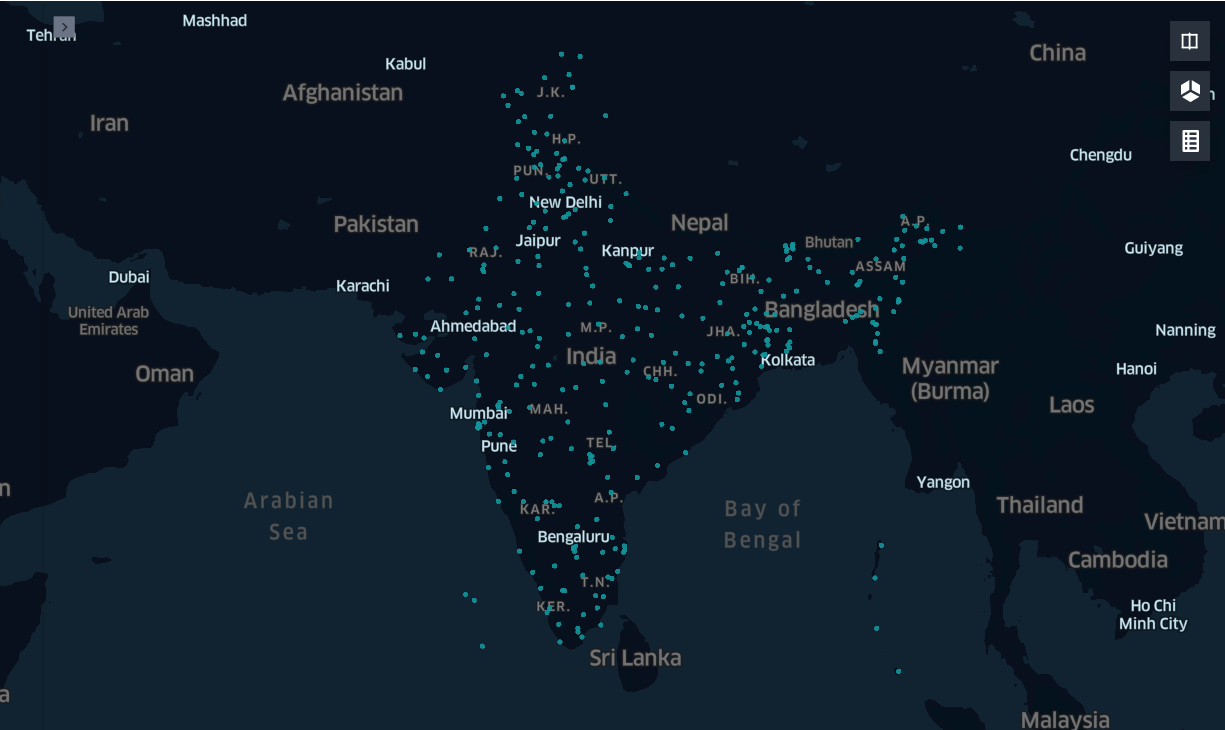 Mashhad
Tehran
China
Kabul
J.K.
Afghanistan
n
Iran
H.P.
Chengdu
PUN.
UTT.
New Delhi
Pakistan
Nepal
A.P.
Jaipur
Kanpur
Bhutan
Guiyang
RAJ.
ASSAM
Dubai
BIH.
Karachi
United Arab
Emirates
Bangladesh
Ahmedabad
M.P.
JHA.
Nanning
India
Kolkata
Oman
CHH.
Myanmar
(Burma)
Hanoi
ODI.
Laos
Mumbai
MAH.
Pune
TEL.
Yangon
n
Arabian
Sea
A.P.
KAR.
Bay of
Bengal
Thailand
Vietnam
Bengaluru
Cambodia
T.N.
KER.
Ho Chi
Minh City
Sri Lanka
a
Malaysia